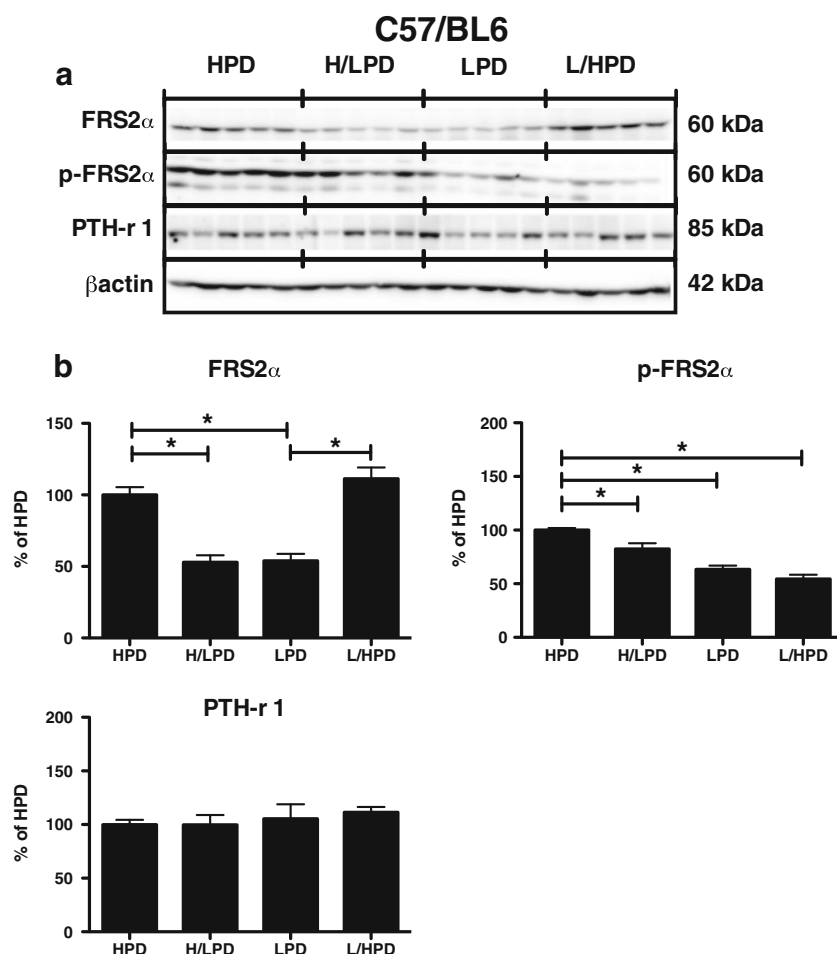 C57/BL6
a
HPD H/LPD LPD L/HPD
FRS2α 60 kDa
p-FRS2α 60 kDa
PTH-r 1 85 kDa
βactin 42 kDa
b
FRS2α
% of HPD
150
100
50
0
* * *
HPD H/LPD LPD L/HPD
p-FRS2α
% of HPD
200
150
100
50
0
* * *
HPD H/LPD LPD L/HPD
PTH-r 1
% of HPD
200
150
100
50
0
HPD H/LPD LPD L/HPD